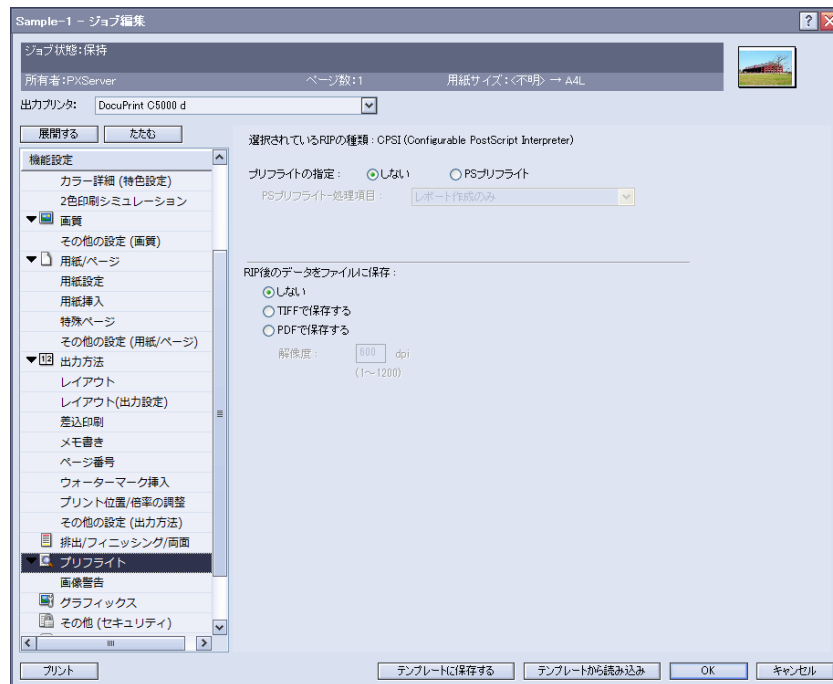 Sample-1 - ジョブ編集
ジョブ状態:保持
所有者:PXServer ページ数:1 用紙サイズ:<不明> → A4L
出力プリンタ: DocuPrint C5000 d
展開する たたむ
機能設定
カラー詳細 (特色設定)
2色印刷シミュレーション
画質
その他の設定 (画質)
用紙/ページ
用紙設定
用紙挿入
特殊ページ
その他の設定 (用紙/ページ)
出力方法
レイアウト
レイアウト(出力設定)
差込印刷
メモ書き
ページ番号
ウォーターマーク挿入
プリント位置/倍率の調整
その他の設定 (出力方法)
排出/フィニッシング/両面
プリフライト
画像警告
グラフィックス
その他 (セキュリティ)
選択されているRIPの種類 : CPSI (Configurable PostScript Interpreter)
プリフライトの指定 : しない PSプリフライト
PSプリフライト-処理項目 : レポート作成のみ
RIP後のデータをファイルに保存 :
しない
TIFFで保存する
PDFで保存する
解像度 : 600 dpi
(1～1200)
プリント テンプレートに保存する テンプレートから読み込み OK キャンセル